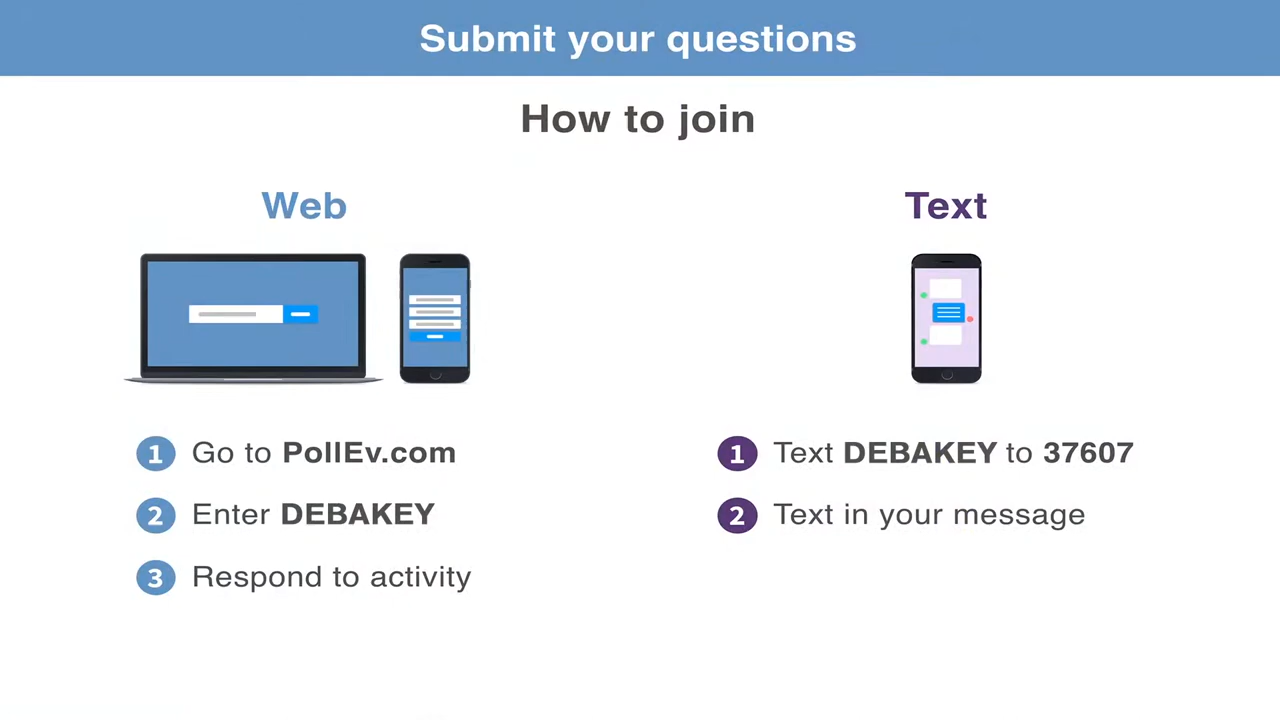 Submit your questions
How to join
Web
1 Go to PollEv.com
2 Enter DEBAKEY
3 Respond to activity
Text
1 Text DEBAKEY to 37607
2 Text in your message